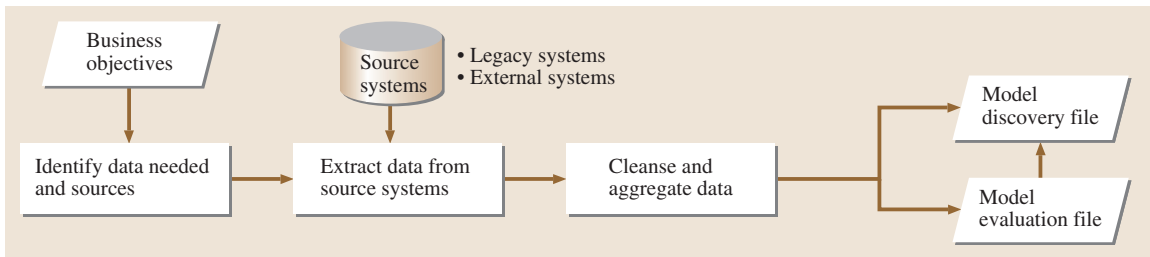 Business
objectives
Source
systems
• Legacy systems
• External systems
Identify data needed
and sources
Extract data from
source systems
Cleanse and
aggregate data
Model
discovery file
Model
evaluation file